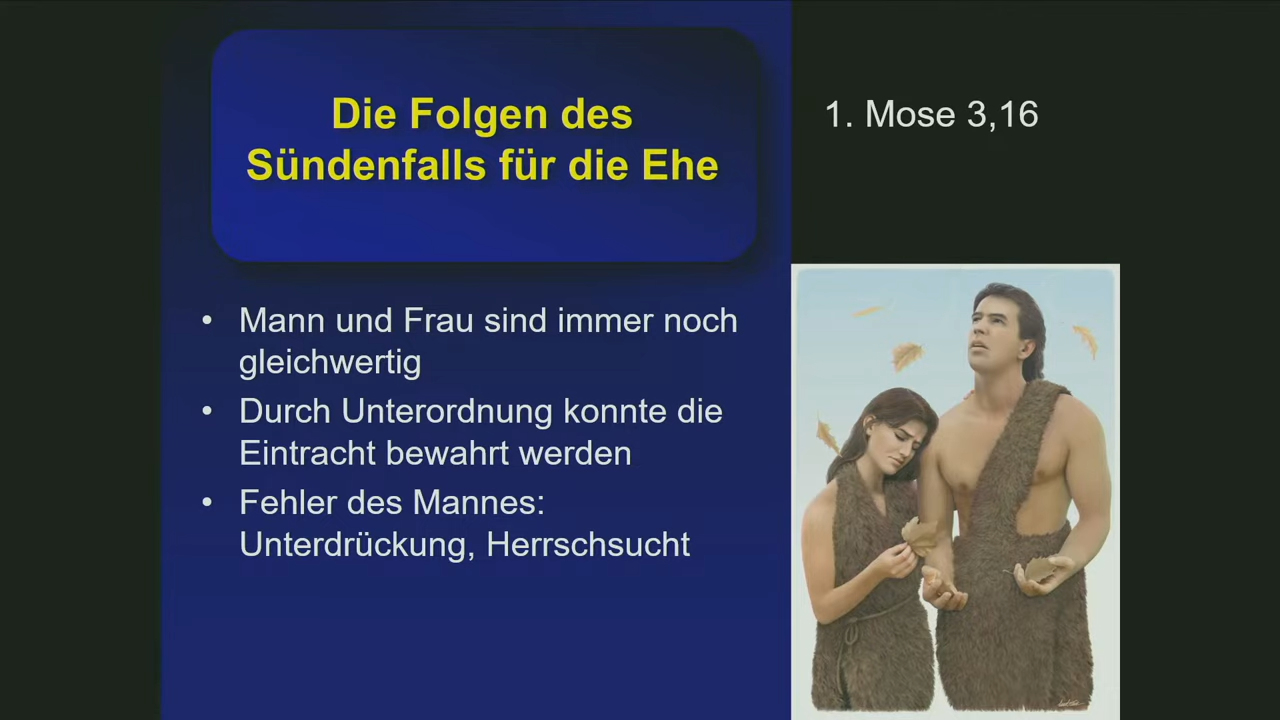 Die Folgen des
Sündenfalls für die Ehe
1. Mose 3,16
• Mann und Frau sind immer noch
gleichwertig
• Durch Unterordnung konnte die
Eintracht bewahrt werden
• Fehler des Mannes:
Unterdrückung, Herrschsucht